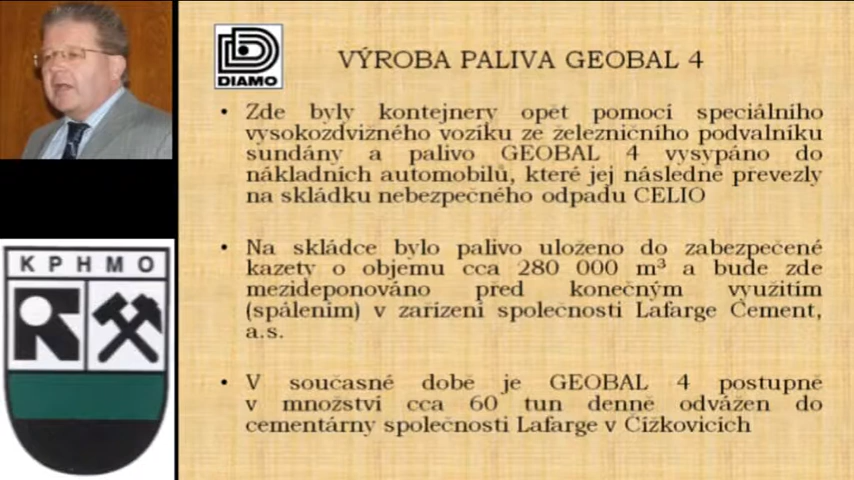 DIAMO
VÝROBA PALIVA GEOBAL 4
• Zde byly kontejnery opět pomocí speciálního
vysokozdvižného vozíku ze železničního podvalníku
sundány a palivo GEOBAL 4 vysypáno do
nákladních automobilů, které jej následně převezly
na skládku nebezpečného odpadu CELIO
• Na skládce bylo palivo uloženo do zabezpečené
kazety o objemu cca 280 000 m³ a bude zde
mezideponováno před konečným využitím
(spálením) v zařízení společnosti Lafarge Cement,
a.s.
• V současné době je GEOBAL 4 postupně
v množství cca 60 tun denně odvážen do
cementárny společnosti Lafarge v Čížkovicích
KPHMO